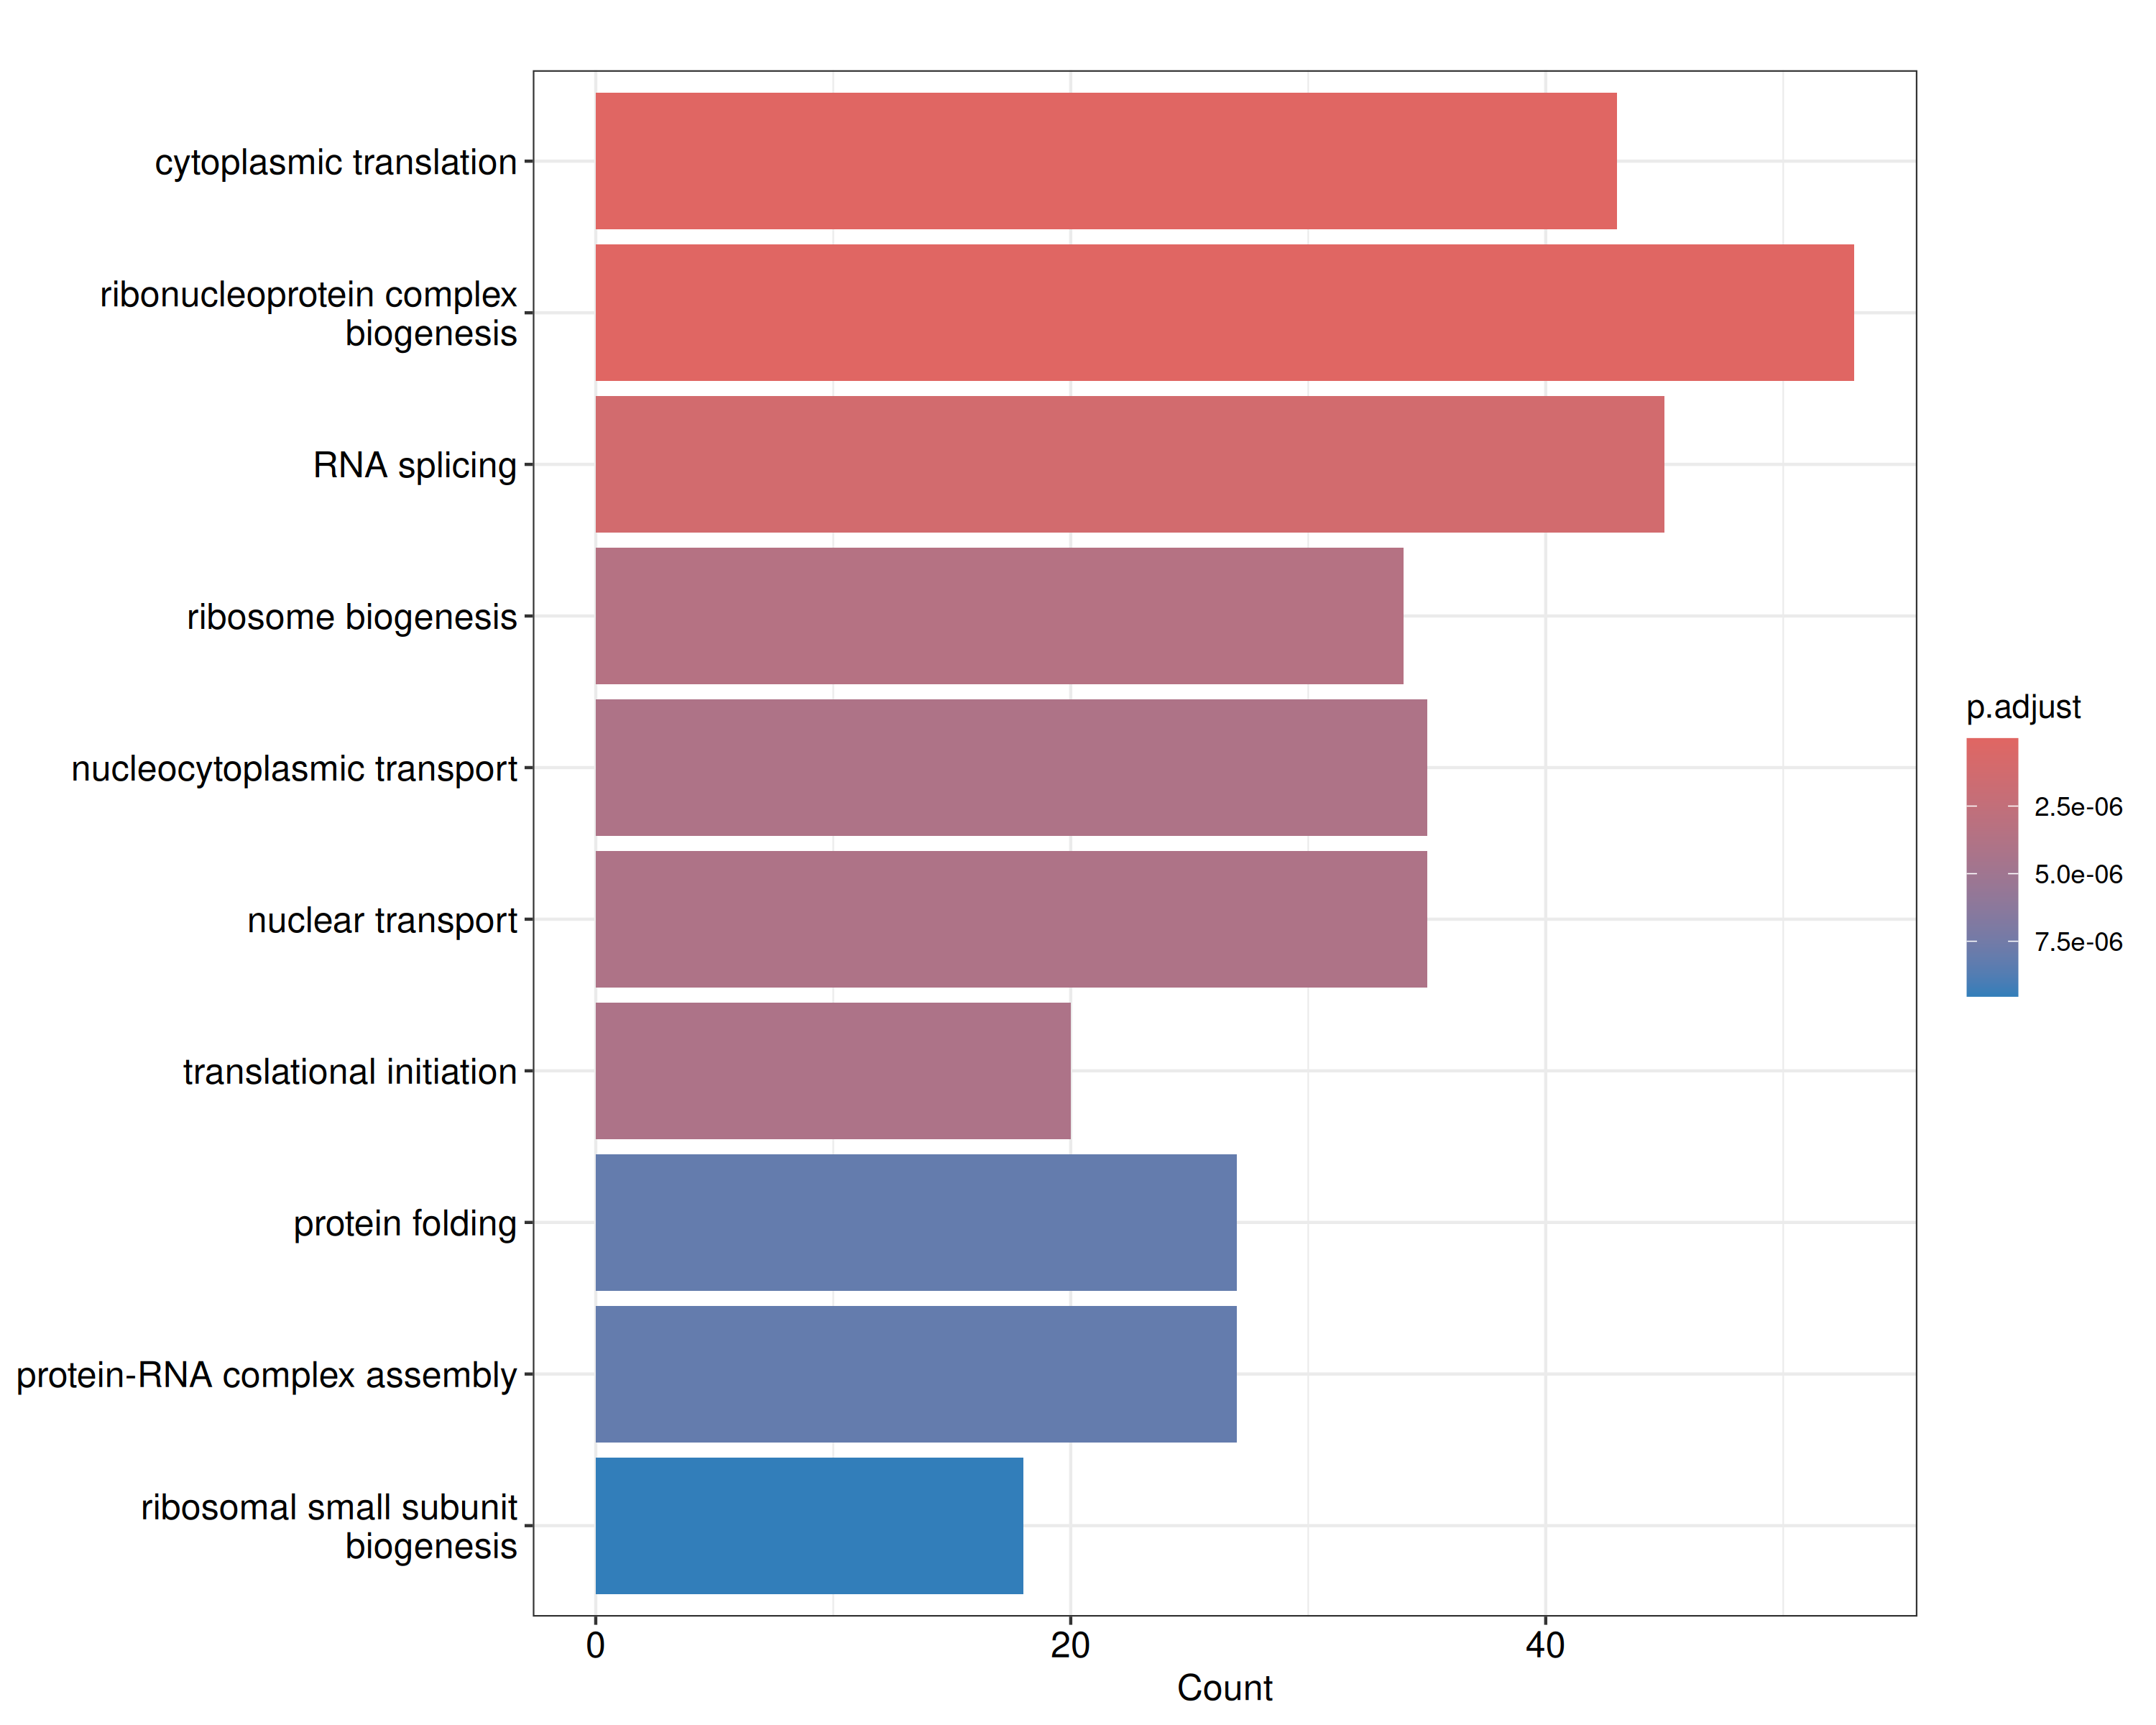 cytoplasmic translation
ribonucleoprotein complex
biogenesis
RNA splicing
ribosome biogenesis
nucleocytoplasmic transport
nuclear transport
translational initiation
protein folding
protein-RNA complex assembly
ribosomal small subunit
biogenesis
0 20 40
Count
p.adjust
2.5e-06
5.0e-06
7.5e-06